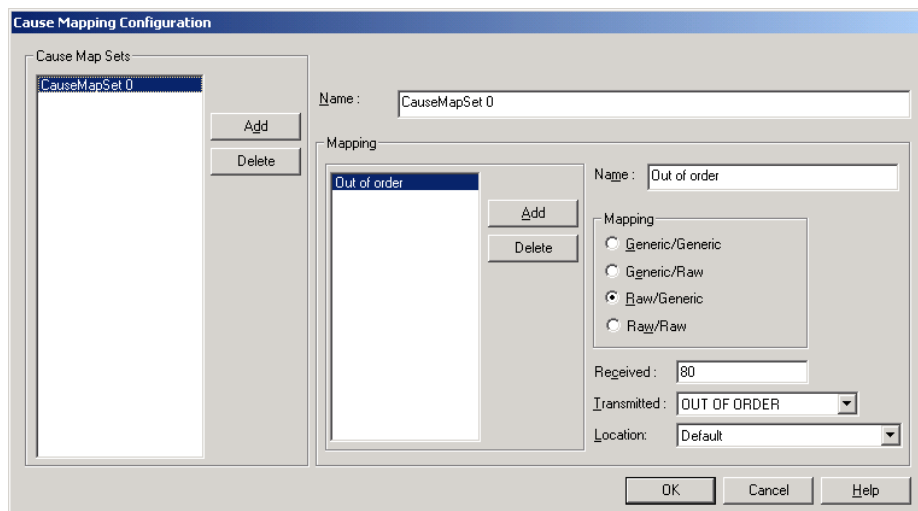 Cause Mapping Configuration
Cause Map Sets
CauseMapSet 0
Add
Delete
Name :
CauseMapSet 0
Mapping
Out of order
Add
Delete
Name :
Out of order
Mapping
Generic/Generic
Generic/Raw
Raw/Generic
Raw/Raw
Received :
80
Transmitted :
OUT OF ORDER
Location:
Default
OK
Cancel
Help